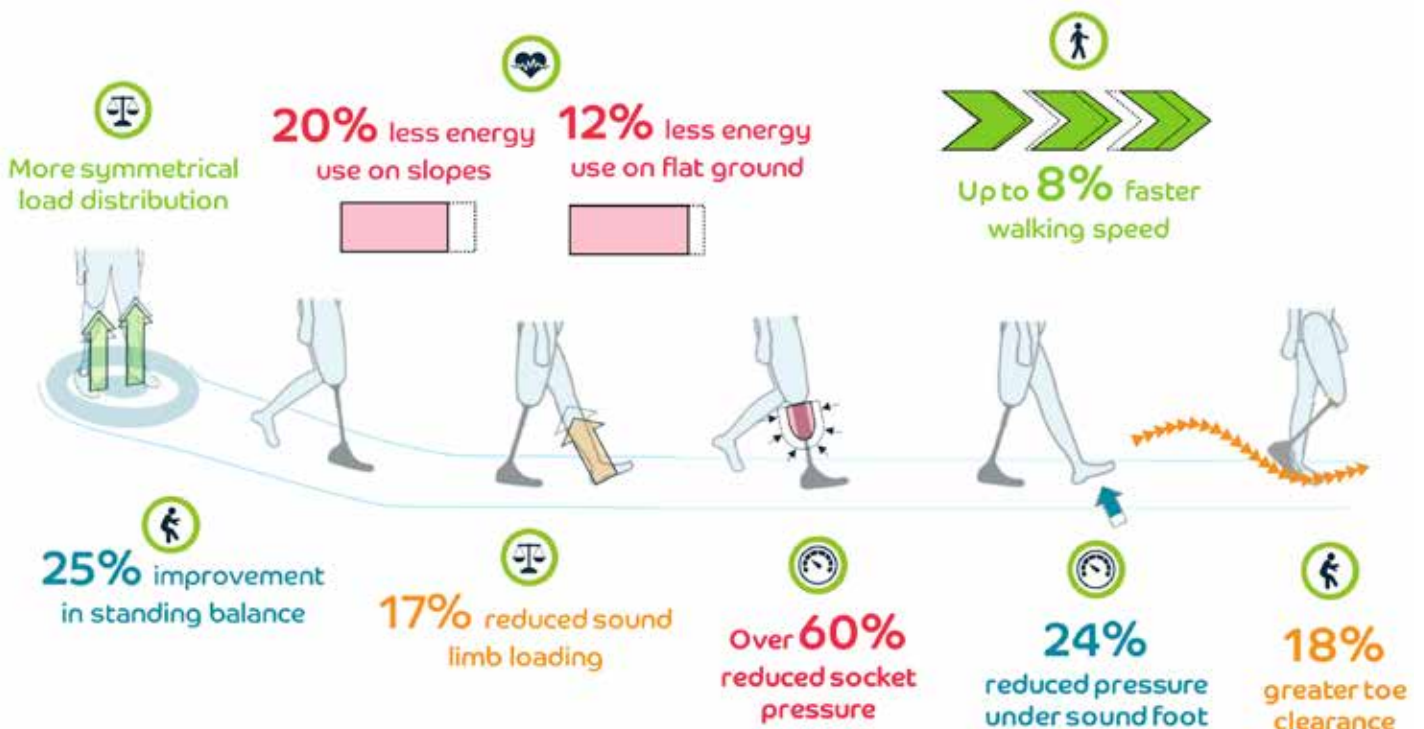 More symmetrical
load distribution
20% less energy
use on slopes
12% less energy
use on flat ground
Up to 8% faster
walking speed
25% improvement
in standing balance
17% reduced sound
limb loading
Over 60%
reduced socket
pressure
24%
reduced pressure
under sound foot
18%
greater toe
clearance